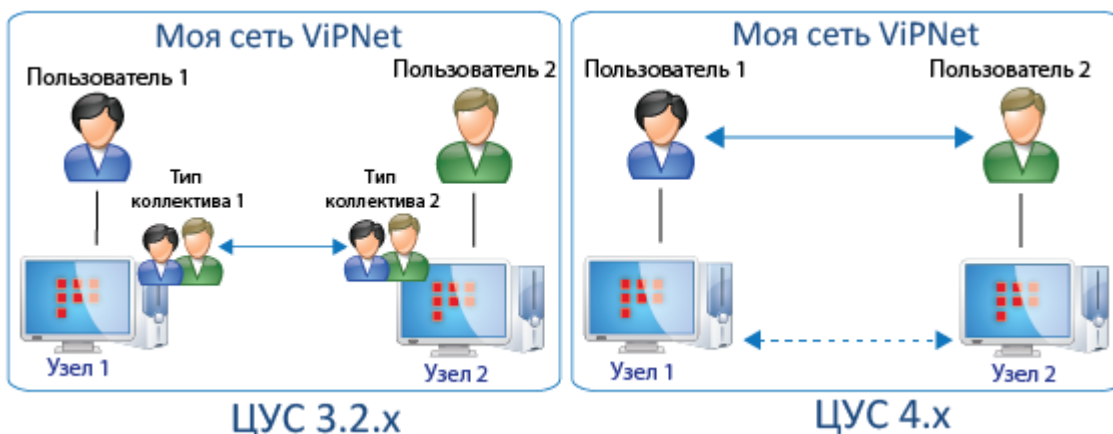 Моя сеть ViPNet
Пользователь 1
Пользователь 2
Тип
коллектива 1
Тип
коллектива 2
Узел 1
Узел 2
ЦУС 3.2.x
Моя сеть ViPNet
Пользователь 1
Пользователь 2
Узел 1
Узел 2
ЦУС 4.x